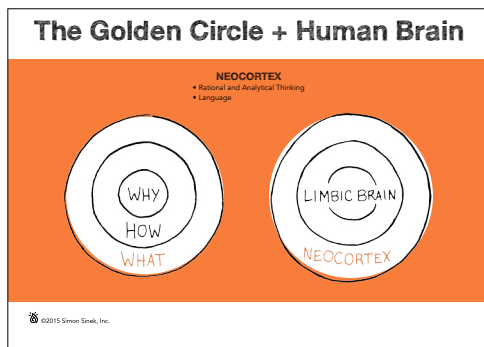 The Golden Circle + Human Brain
NEOCORTEX
• Rational and Analytical Thinking
• Language
WHY
HOW
WHAT
LIMBIC BRAIN
NEOCORTEX
©2015 Simon Sinek, Inc.